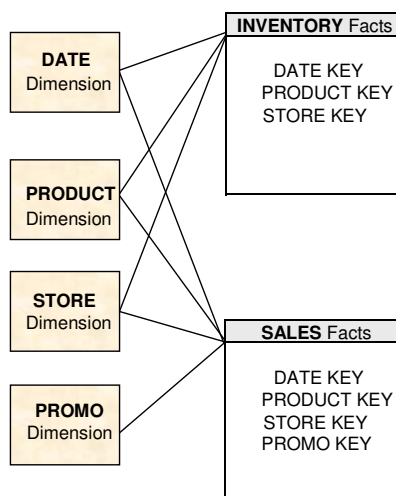 DATE
Dimension
PRODUCT
Dimension
STORE
Dimension
PROMO
Dimension
INVENTORY Facts
DATE KEY
PRODUCT KEY
STORE KEY
SALES Facts
DATE KEY
PRODUCT KEY
STORE KEY
PROMO KEY